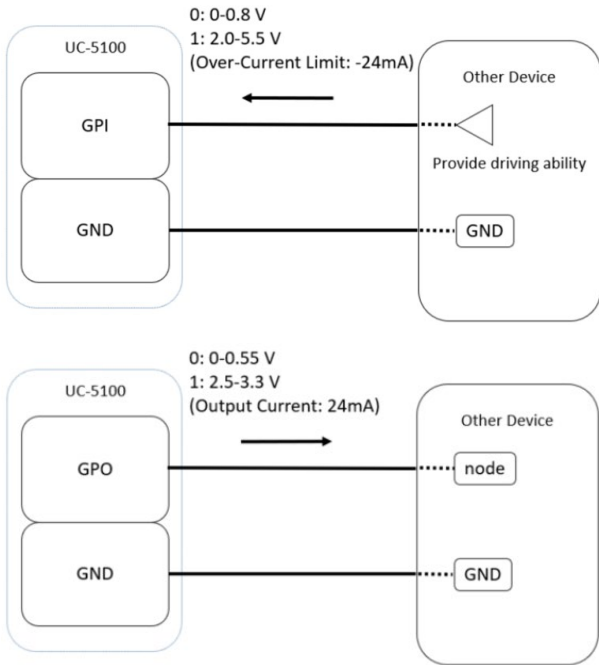 0: 0-0.8 V
1: 2.0-5.5 V
(Over-Current Limit: -24mA)
UC-5100
Other Device
GPI
Provide driving ability
GND
GND
0: 0-0.55 V
1: 2.5-3.3 V
(Output Current: 24mA)
UC-5100
Other Device
GPO
node
GND
GND